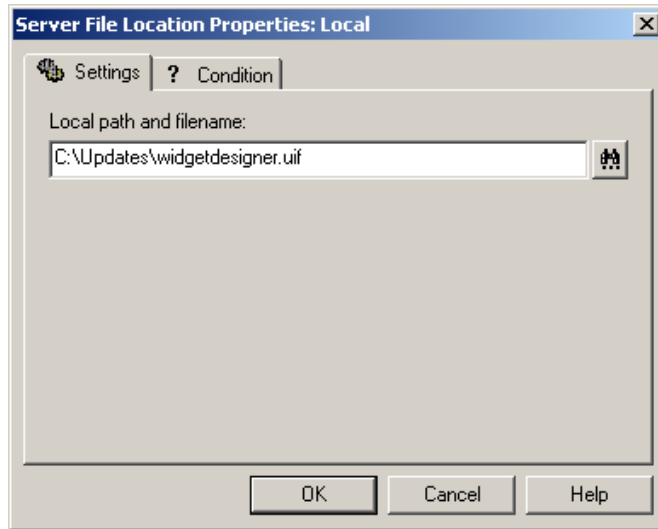 Server File Location Properties: Local
Settings
? Condition
Local path and filename:
C:\Updates\widgetdesigner.uif
OK
Cancel
Help